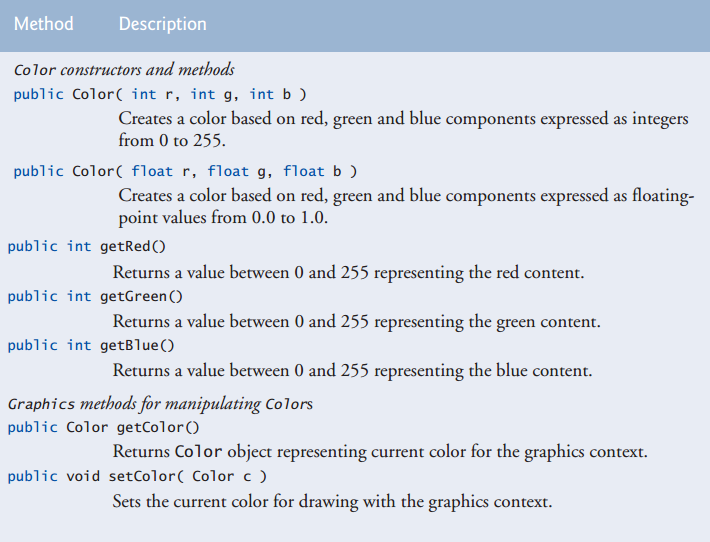 Method Description
Color constructors and methods
public Color( int r, int g, int b )
Creates a color based on red, green and blue components expressed as integers
from 0 to 255.
public Color( float r, float g, float b )
Creates a color based on red, green and blue components expressed as floating-
point values from 0.0 to 1.0.
public int getRed()
Returns a value between 0 and 255 representing the red content.
public int getGreen()
Returns a value between 0 and 255 representing the green content.
public int getBlue()
Returns a value between 0 and 255 representing the blue content.
Graphics methods for manipulating Colors
public Color getColor()
Returns Color object representing current color for the graphics context.
public void setColor( Color c )
Sets the current color for drawing with the graphics context.